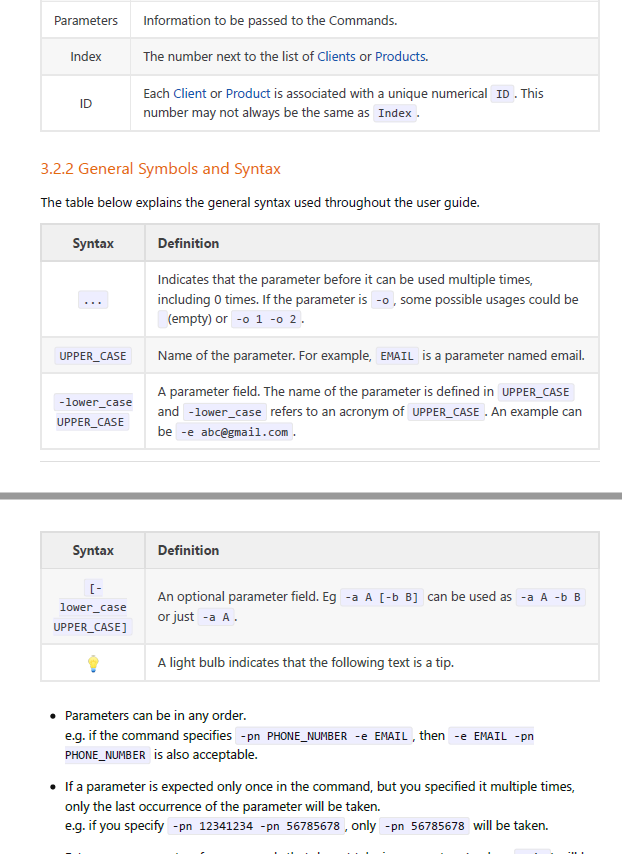 Parameters Information to be passed to the Commands.
Index The number next to the list of Clients or Products.
Each Client or Product is associated with a unique numerical ID . This
ID
number may not always be the same as Index .
3.2.2 General Symbols and Syntax
The table below explains the general syntax used throughout the user guide.
Syntax Definition
Indicates that the parameter before it can be used multiple times,
... including 0 times. If the parameter is -o , some possible usages could be
(empty) or -o 1 -o 2 .
UPPER_CASE Name of the parameter. For example, EMAIL is a parameter named email.
A parameter field. The name of the parameter is defined in UPPER_CASE
-lower_case
and -lower_case refers to an acronym of UPPER_CASE . An example can
UPPER_CASE
be -e abc@gmail.com .
Syntax Definition
[-
lower_case
UPPER_CASE]
An optional parameter field. Eg -a A [-b B] can be used as -a A -b B
or just -a A .
A light bulb indicates that the following text is a tip.
• Parameters can be in any order.
e.g. if the command specifies -pn PHONE_NUMBER -e EMAIL , then -e EMAIL -pn
PHONE_NUMBER is also acceptable.
• If a parameter is expected only once in the command, but you specified it multiple times,
only the last occurrence of the parameter will be taken.
e.g. if you specify -pn 12341234 -pn 56785678 , only -pn 56785678 will be taken.